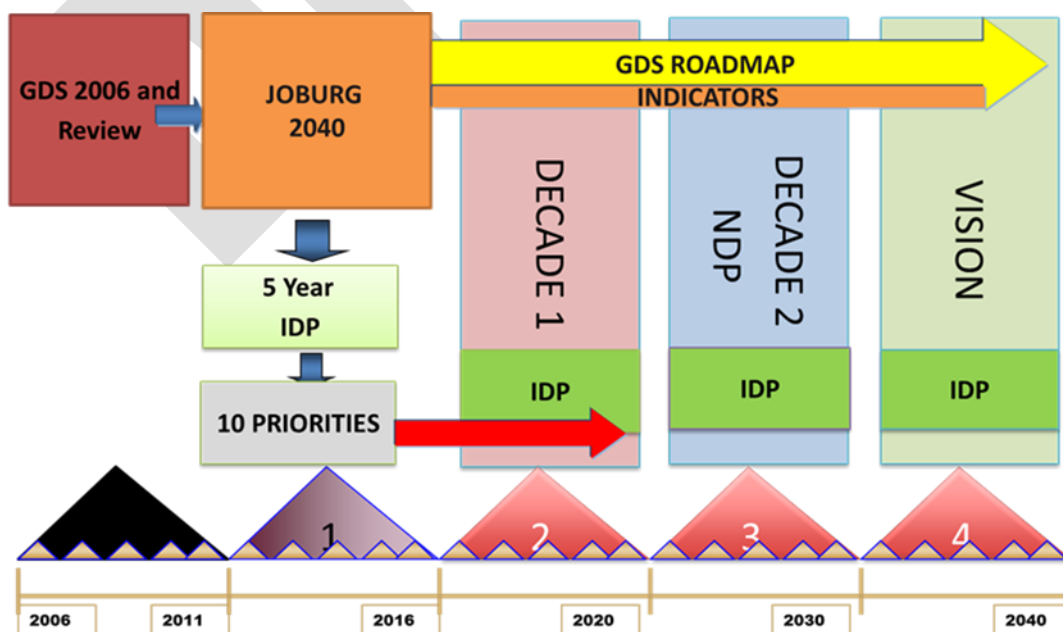 GDS 2006 and
Review
JOBURG
2040
GDS ROADMAP
INDICATORS
5 Year
IDP
10 PRIORITIES
DECADE 1
DECADE 2
NDP
VISION
IDP
IDP
IDP
1
2
3
4
2006
2011
2016
2020
2030
2040